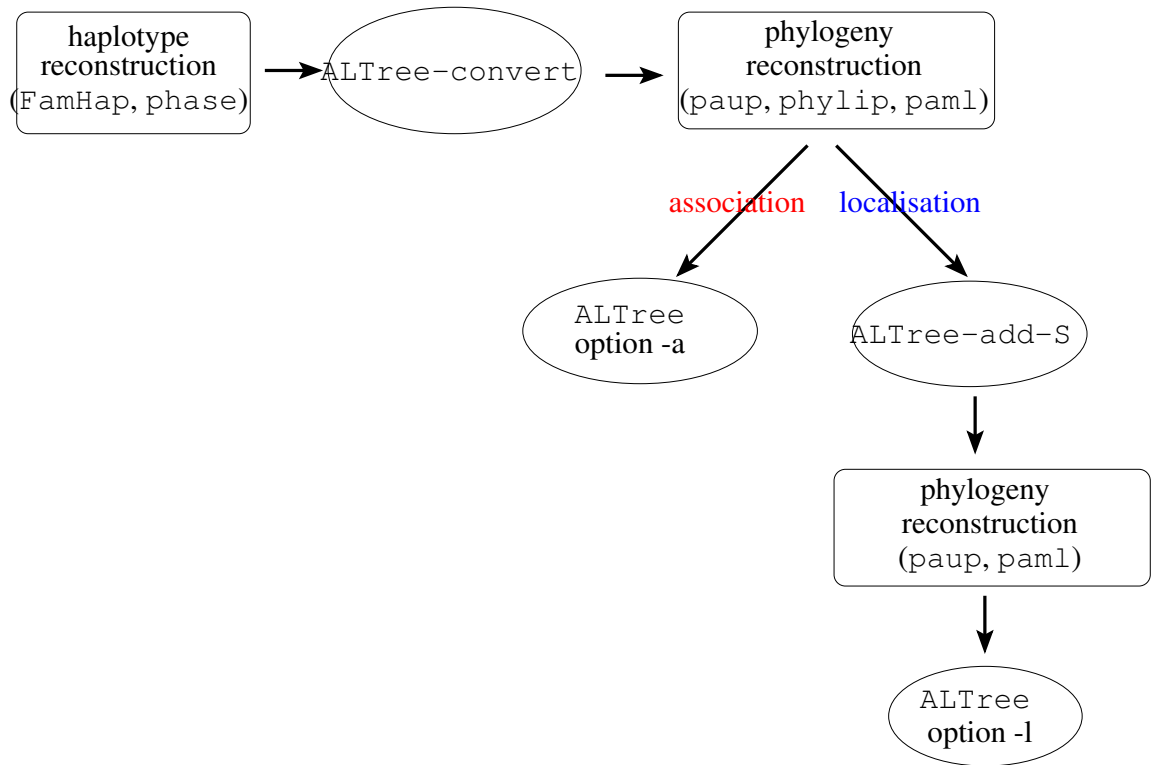 haplotype
reconstruction
(FamHap, phase)
ALTree-convert
phylogeny
reconstruction
(paup, phylip, paml)
association
localisation
ALTree
option -a
ALTree-add-S
phylogeny
reconstruction
(paup, paml)
ALTree
option -l